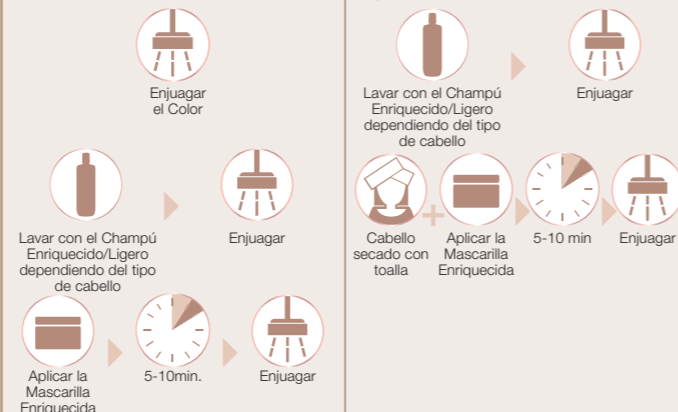 Enjuagar
el Color
Lavar con el Champú
Enriquecido/Ligero
dependiendo del tipo
de cabello
Enjuagar
Aplicar la
Mascarilla
Enriquecida
5-10min.
Enjuagar
Lavar con el Champú
Enriquecido/Ligero
dependiendo del tipo
de cabello
Enjuagar
Cabello
secado con
toalla
Aplicar la
Mascarilla
Enriquecida
5-10 min
Enjuagar